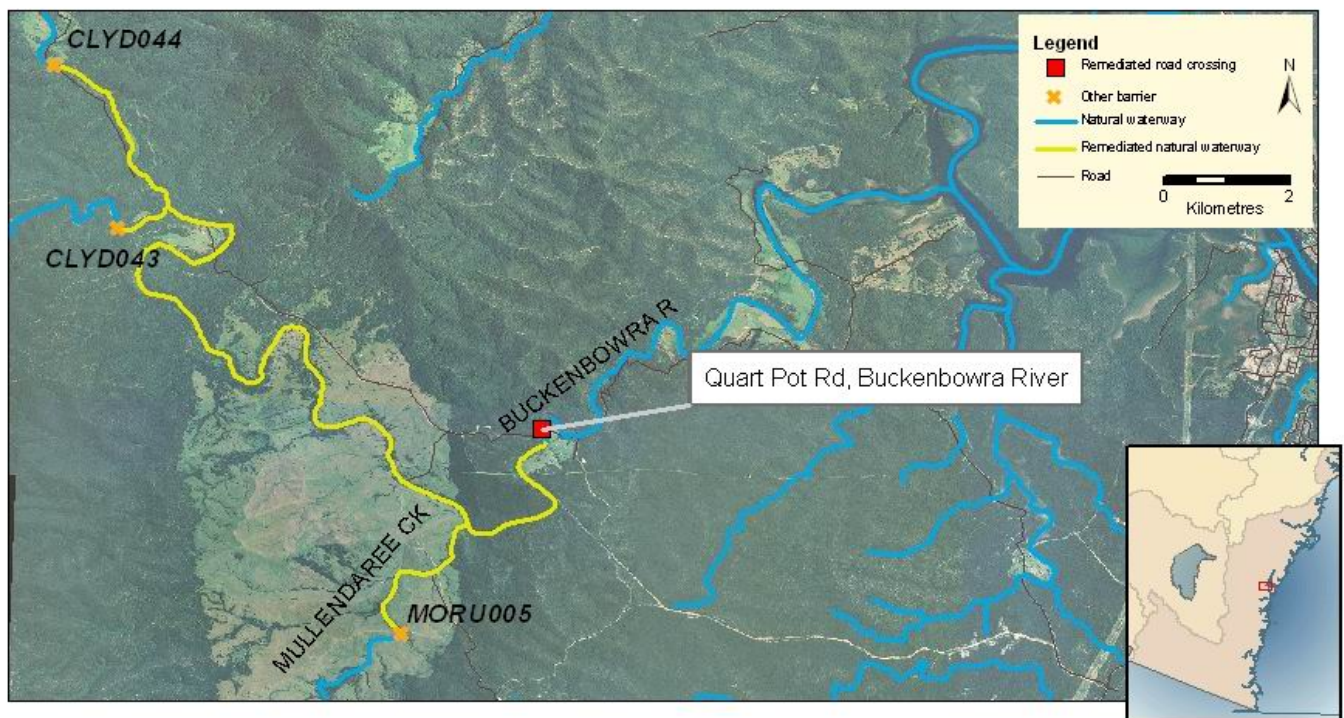 CLYD044
Legend
Remediated road crossing
N
Other barrier
Natural waterway
Remediated natural waterway
Road
0 2
Kilometres
CLYD043
BUCKENBOWRA R
Quart Pot Rd, Buckenbowra River
MULLENDAREE CK
MORU005